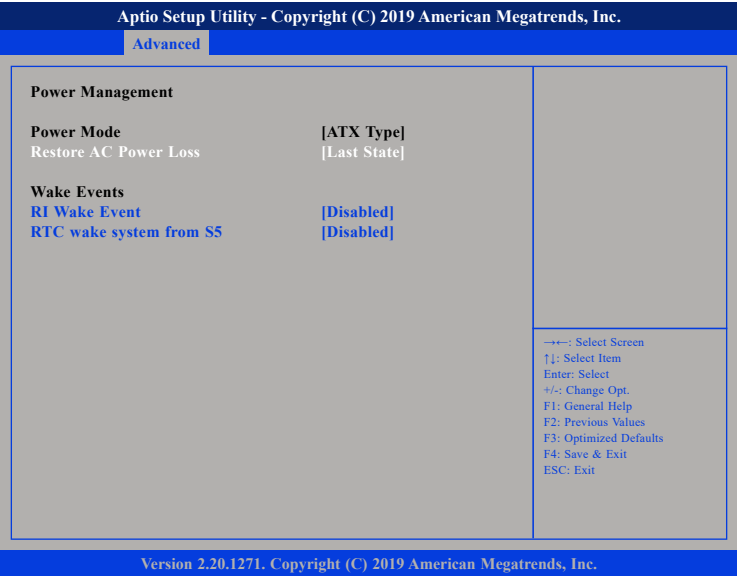 Aptio Setup Utility - Copyright (C) 2019 American Megatrends, Inc.
Advanced
Power Management
Power Mode [ATX Type]
Restore AC Power Loss [Last State]
Wake Events
RI Wake Event [Disabled]
RTC wake system from S5 [Disabled]
→←: Select Screen
↑↓: Select Item
Enter: Select
+/-: Change Opt.
F1: General Help
F2: Previous Values
F3: Optimized Defaults
F4: Save & Exit
ESC: Exit
Version 2.20.1271. Copyright (C) 2019 American Megatrends, Inc.